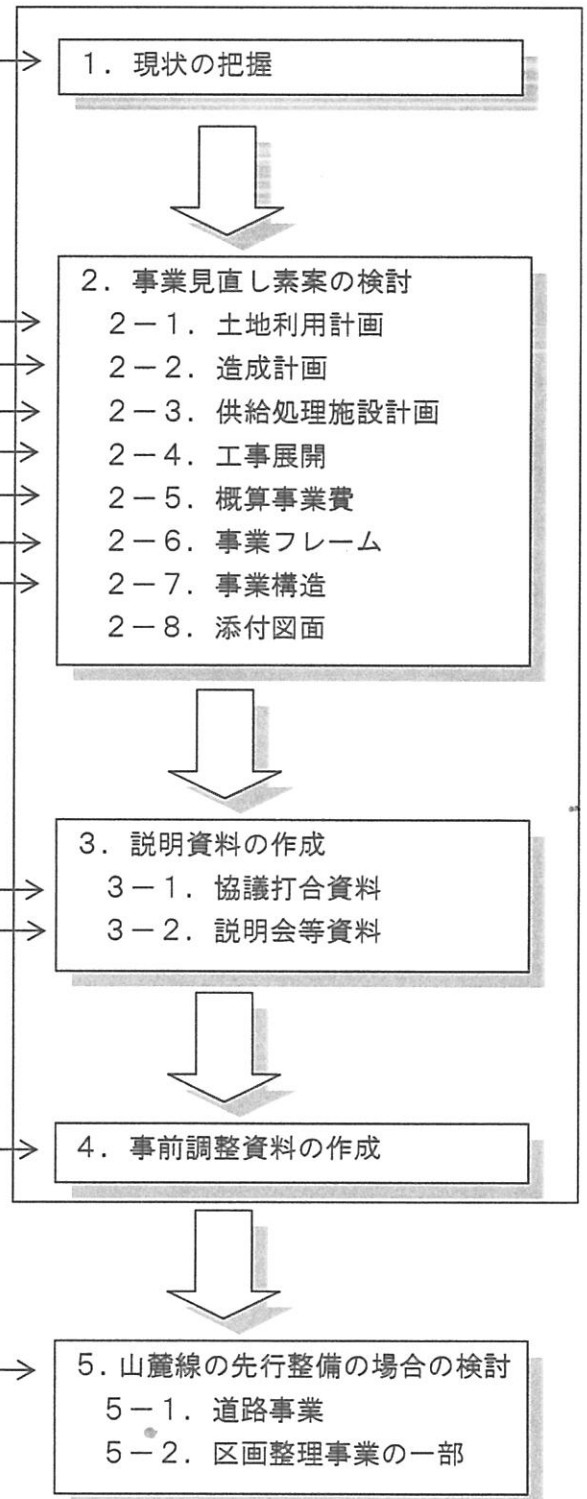 1．現状の把握
2．事業見直し素案の検討
2－1．土地利用計画
2－2．造成計画
2－3．供給処理施設計画
2－4．工事展開
2－5．概算事業費
2－6．事業フレーム
2－7．事業構造
2－8．添付図面
3．説明資料の作成
3－1．協議打合資料
3－2．説明会等資料
4．事前調整資料の作成
5．山麓線の先行整備の場合の検討
5－1．道路事業
5－2．区画整理事業の一部